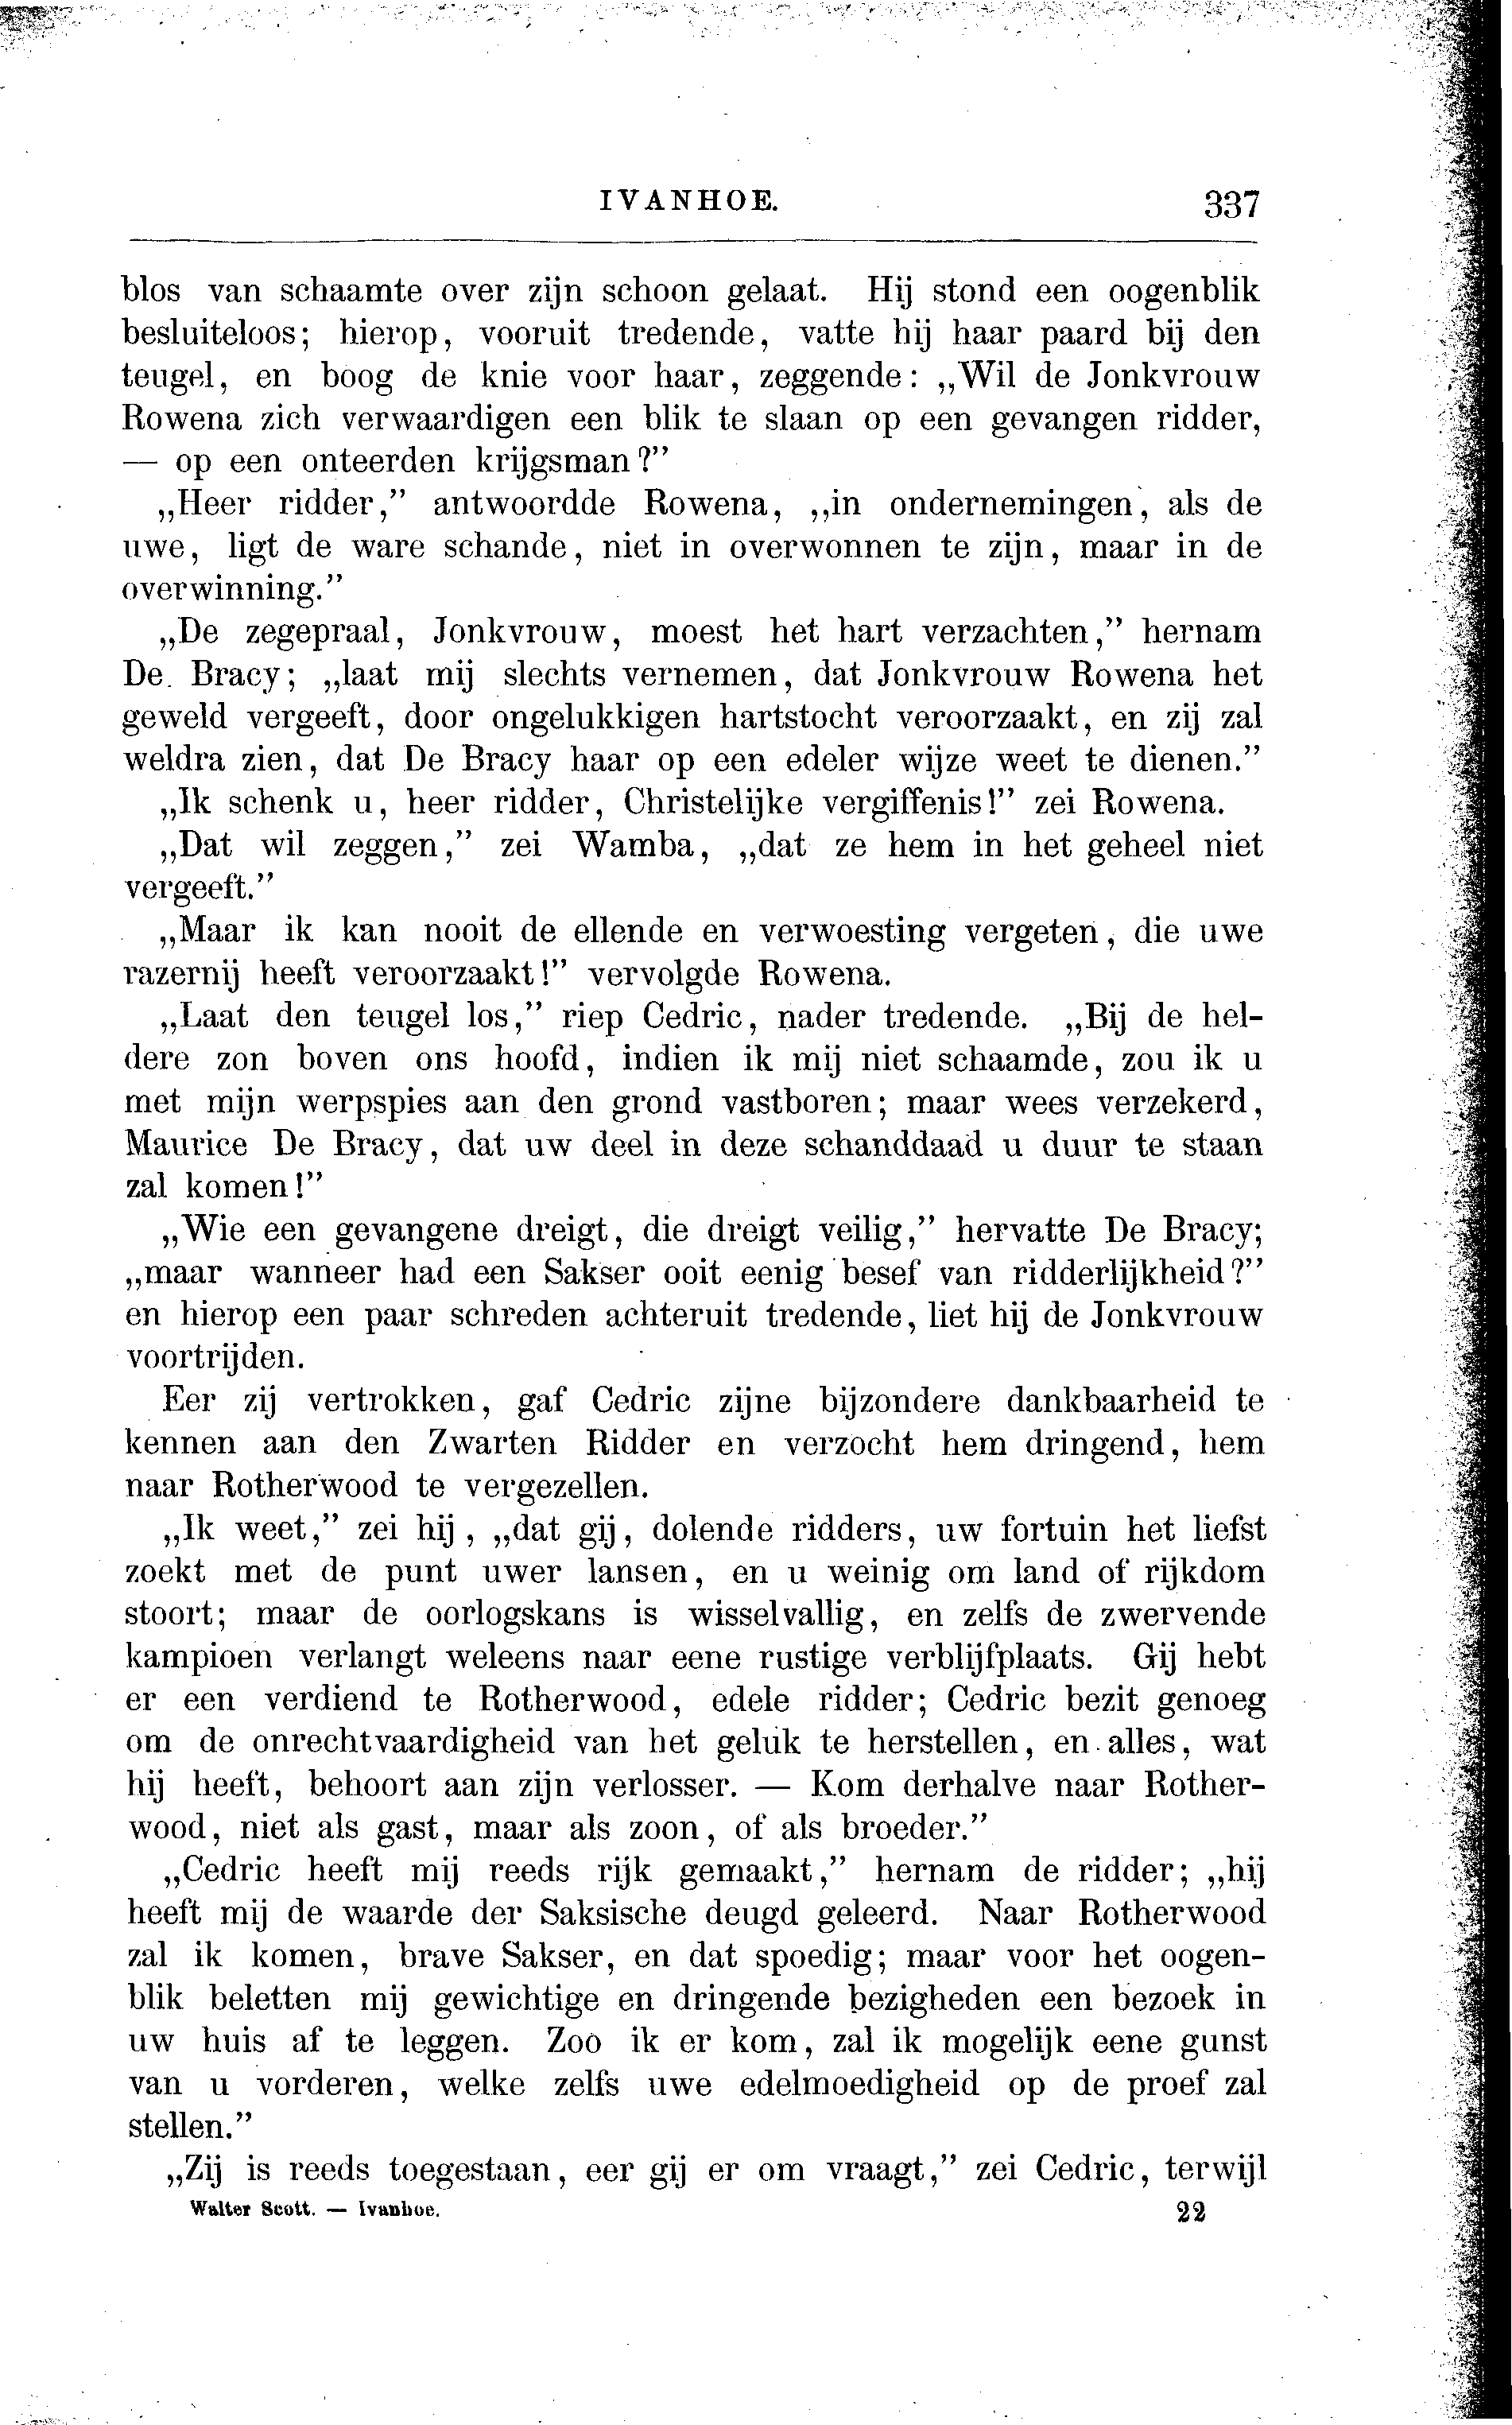 IVANHOE. 337
blos van schaamte over zijn schoon gelaat. Hij stond een oogenblik
besluiteloos; hierop, vooruit tredende, vatte hij haar paard bij den
teugel, en boog de knie voor haar, zeggende: „Wil de Jonkvrouw
Rowena zich verwaardigen een blik te slaan op een gevangen ridder,
— op een onteerden krijgsman?”
„Heer ridder,” antwoordde Rowena, „in ondernemingen, als de
uwe, ligt de ware schande, niet in overwonnen te zijn, maar in de
overwinning.”
„De zegepraal, Jonkvrouw, moest het hart verzachten,” hernam
De. Bracy; „laat mij slechts vernemen, dat Jonkvrouw Rowena het
geweld vergeeft, door ongelukkigen hartstocht veroorzaakt, en zij zal
weldra zien, dat De Bracy haar op een edeler wijze weet te dienen.”
„Ik schenk u, heer ridder, Christelijke vergiffenis!” zei Rowena.
„Dat wil zeggen,” zei Wamba, „dat ze hem in het geheel niet
vergeeft.”
„Maar ik kan nooit de ellende en verwoesting vergeten, die uwe
razernij heeft veroorzaakt!” vervolgde Rowena.
„Laat den teugel los,” riep Cedric, nader tredende. „Bij de hel-
dere zon boven ons hoofd, indien ik mij niet schaamde, zou ik u
met mijn werpspies aan den grond vastboren; maar wees verzekerd,
Maurice De Bracy, dat uw deel in deze schanddaad u duur te staan
zal komen!”
„Wie een gevangene dreigt, die dreigt veilig,” hervatte De Bracy;
„maar wanneer had een Sakser ooit eenig besef van ridderlijkheid?”
en hierop een paar schreden achteruit tredende, liet hij de Jonkvrouw
voortrijden.
Eer zij vertrokken, gaf Cedric zijne bijzondere dankbaarheid te
kennen aan den Zwarten Ridder en verzocht hem dringend, hem
naar Rotherwood te vergezellen.
„Ik weet,” zei hij, „dat gij, dolende ridders, uw fortuin het liefst
zoekt met de punt uwer lansen, en u weinig om land of rijkdom
stoort; maar de oorlogskans is wisselvallig, en zelfs de zwervende
kampioen verlangt weleens naar eene rustige verblijfplaats. Gij hebt
er een verdiend te Rotherwood, edele ridder; Cedric bezit genoeg
om de onrechtvaardigheid van het geluk te herstellen, en alles, wat
hij heeft, behoort aan zijn verlosser. — Kom derhalve naar Rother-
wood, niet als gast, maar als zoon, of als broeder.”
„Cedric heeft mij reeds rijk gemaakt,” hernam de ridder; „hij
heeft mij de waarde der Saksische deugd geleerd. Naar Rotherwood
zal ik komen, brave Sakser, en dat spoedig; maar voor het oogen-
blik beletten mij gewichtige en dringende bezigheden een bezoek in
uw huis af te leggen. Zoo ik er kom, zal ik mogelijk eene gunst
van u vorderen, welke zelfs uwe edelmoedigheid op de proef zal
stellen.”
„Zij is reeds toegestaan, eer gij er om vraagt,” zei Cedric, terwijl
Walter Scott. — Ivanhoe. 22